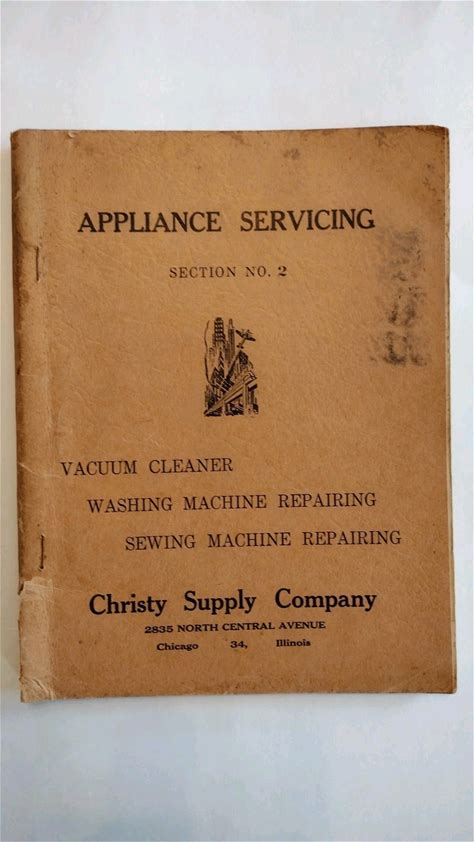 APPLIANCE SERVICING
SECTION NO. 2
VACUUM CLEANER
WASHING MACHINE REPAIRING
SEWING MACHINE REPAIRING
Christy Supply Company
2835 NORTH CENTRAL AVENUE
Chicago 34, Illinois